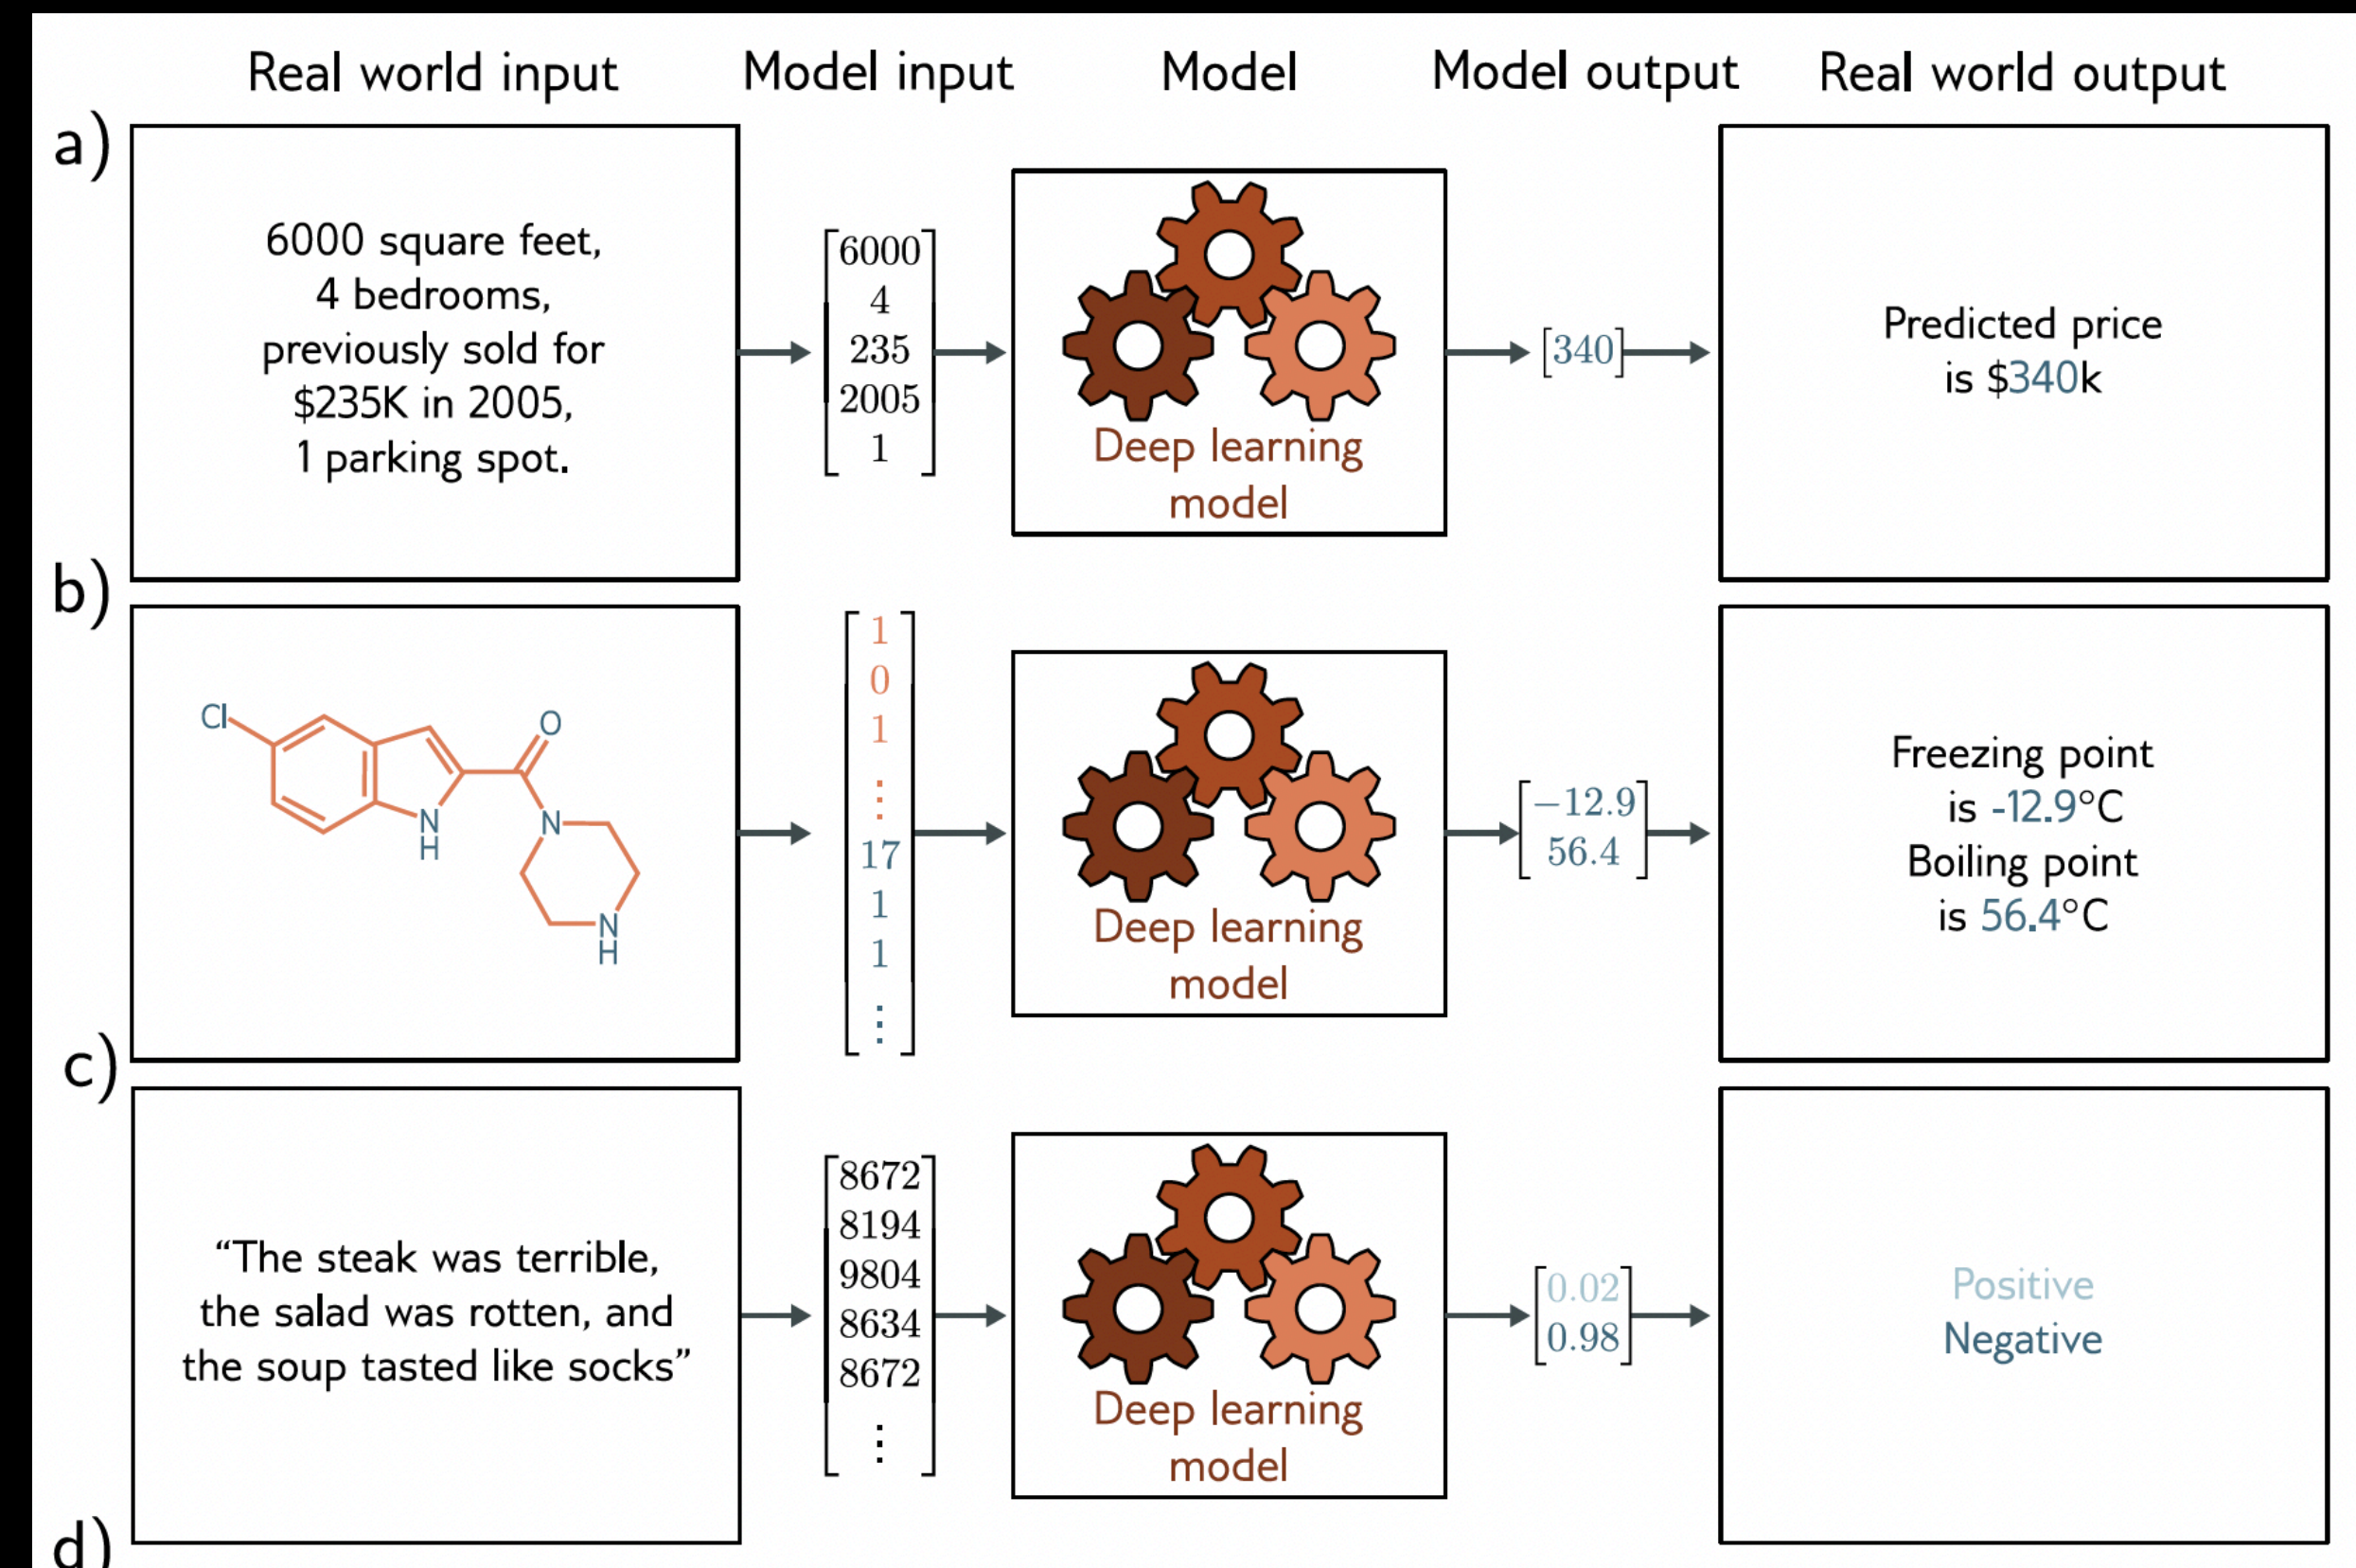 Real world input
Model input
Model
Model output
Real world output
a)
6000 square feet,
4 bedrooms,
previously sold for
$235K in 2005,
1 parking spot.
6000
4
235
2005
1
Deep learning
model
[340]
Predicted price
is $340k
b)
Cl
O
N
H
N
N
H
1
0
1
⋮
17
1
1
⋮
Deep learning
model
−12.9
56.4
Freezing point
is -12.9°C
Boiling point
is 56.4°C
c)
“The steak was terrible,
the salad was rotten, and
the soup tasted like socks”
8672
8194
9804
8634
8672
⋮
Deep learning
model
0.02
0.98
Positive
Negative
d)